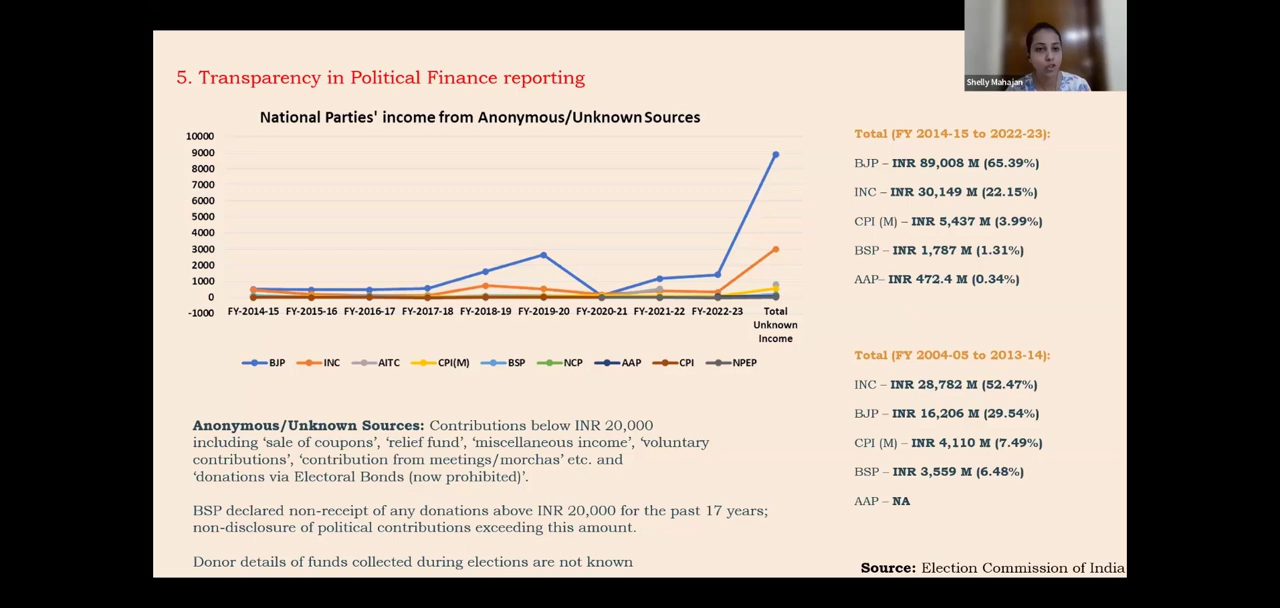 Shelly Mahajan
5. Transparency in Political Finance reporting
National Parties' income from Anonymous/Unknown Sources
10000
9000
8000
7000
6000
5000
4000
3000
2000
1000
0
-1000
FY-2014-15 FY-2015-16 FY-2016-17 FY-2017-18 FY-2018-19 FY-2019-20 FY-2020-21 FY-2021-22 FY-2022-23 Total
Unknown
Income
BJP INC AITC CPI(M) BSP NCP AAP CPI NPEP
Anonymous/Unknown Sources: Contributions below INR 20,000
including 'sale of coupons', 'relief fund', 'miscellaneous income', 'voluntary
contributions', 'contribution from meetings/morchas' etc. and
'donations via Electoral Bonds (now prohibited)'.
BSP declared non-receipt of any donations above INR 20,000 for the past 17 years;
non-disclosure of political contributions exceeding this amount.
Donor details of funds collected during elections are not known
Total (FY 2014-15 to 2022-23):
BJP – INR 89,008 M (65.39%)
INC – INR 30,149 M (22.15%)
CPI (M) – INR 5,437 M (3.99%)
BSP – INR 1,787 M (1.31%)
AAP– INR 472.4 M (0.34%)
Total (FY 2004-05 to 2013-14):
INC – INR 28,782 M (52.47%)
BJP – INR 16,206 M (29.54%)
CPI (M) – INR 4,110 M (7.49%)
BSP – INR 3,559 M (6.48%)
AAP – NA
Source: Election Commission of India